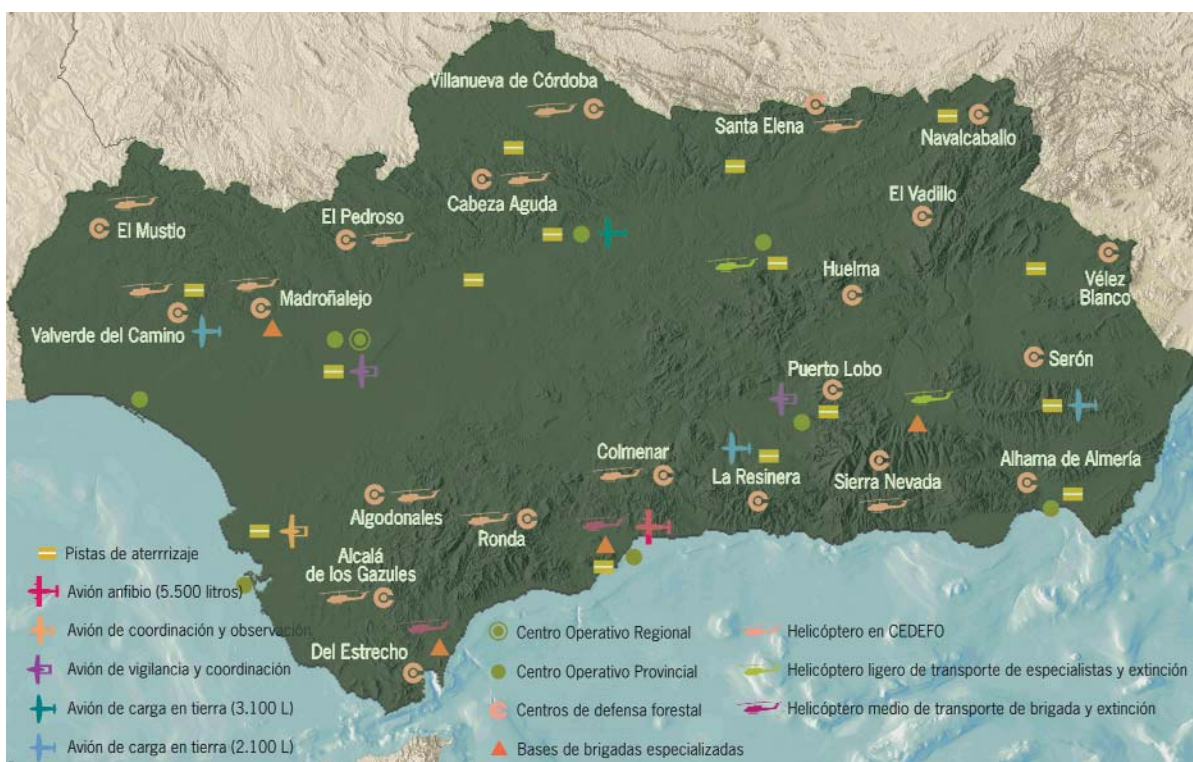 Villanueva de Córdoba
Santa Elena
Navalcaballo
Cabeza Aguda
El Vadillo
El Mustio
El Pedroso
Huelma
Vélez
Blanco
Madroñalejo
Valverde del Camino
Serón
Puerto Lobo
Colmenar
La Resinera
Sierra Nevada
Alhama de Almería
Algodonales
Ronda
Alcalá
de los Gazules
Del Estrecho
Pistas de aterrrizaje
Avión anfibio (5.500 litros)
Avión de coordinación y observación
Avión de vigilancia y coordinación
Avión de carga en tierra (3.100 L)
Avión de carga en tierra (2.100 L)
Centro Operativo Regional
Centro Operativo Provincial
Centros de defensa forestal
Bases de brigadas especializadas
Helicóptero en CEDEFO
Helicóptero ligero de transporte de especialistas y extinción
Helicóptero medio de transporte de brigada y extinción